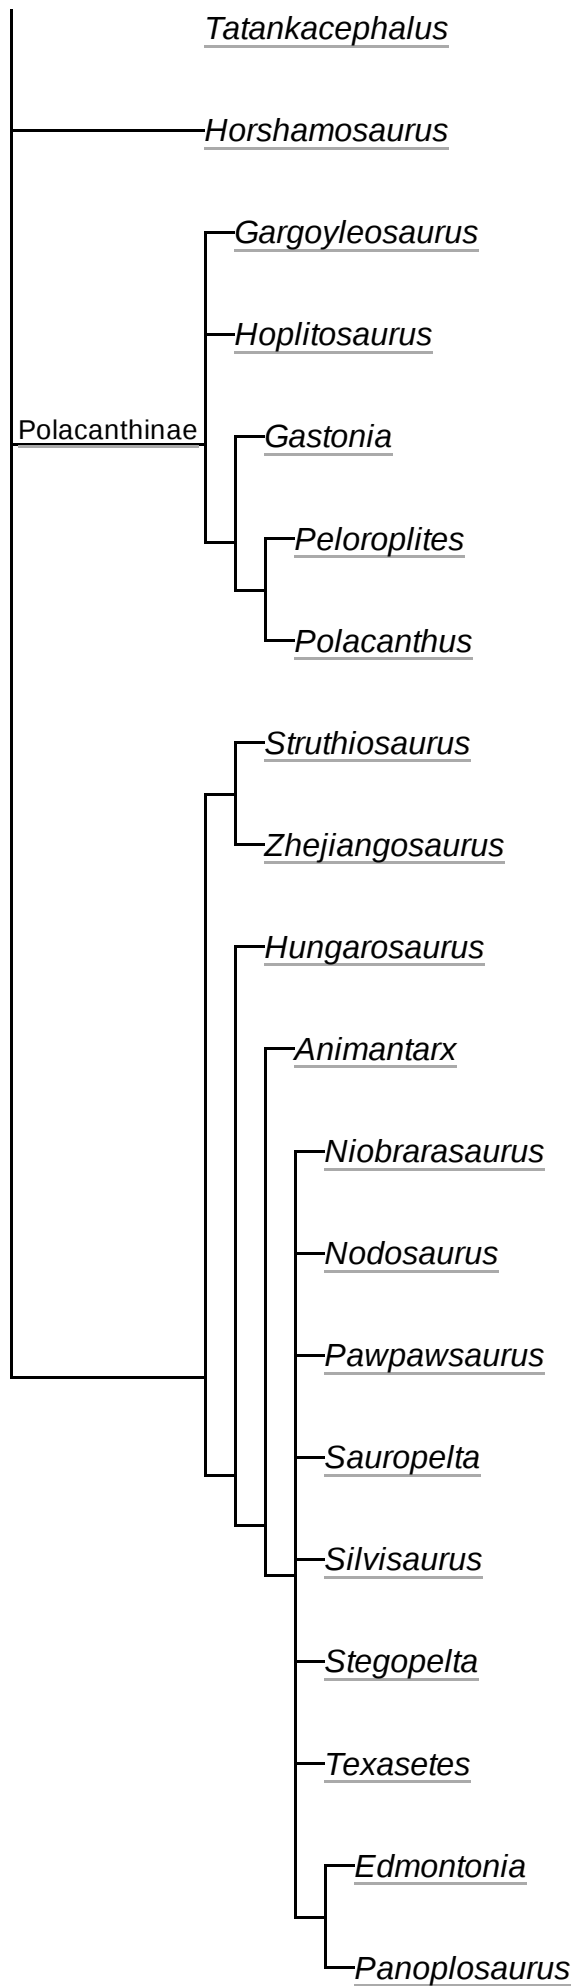 Tatankacephalus
Horshamosaurus
Gargoyleosaurus
Hoplitosaurus
Polacanthinae
Gastonia
Peloroplites
Polacanthus
Struthiosaurus
Zhejiangosaurus
Hungarosaurus
Animantarx
Niobrarasaurus
Nodosaurus
Pawpawsaurus
Sauropelta
Silvisaurus
Stegopelta
Texasetes
Edmontonia
Panoplosaurus